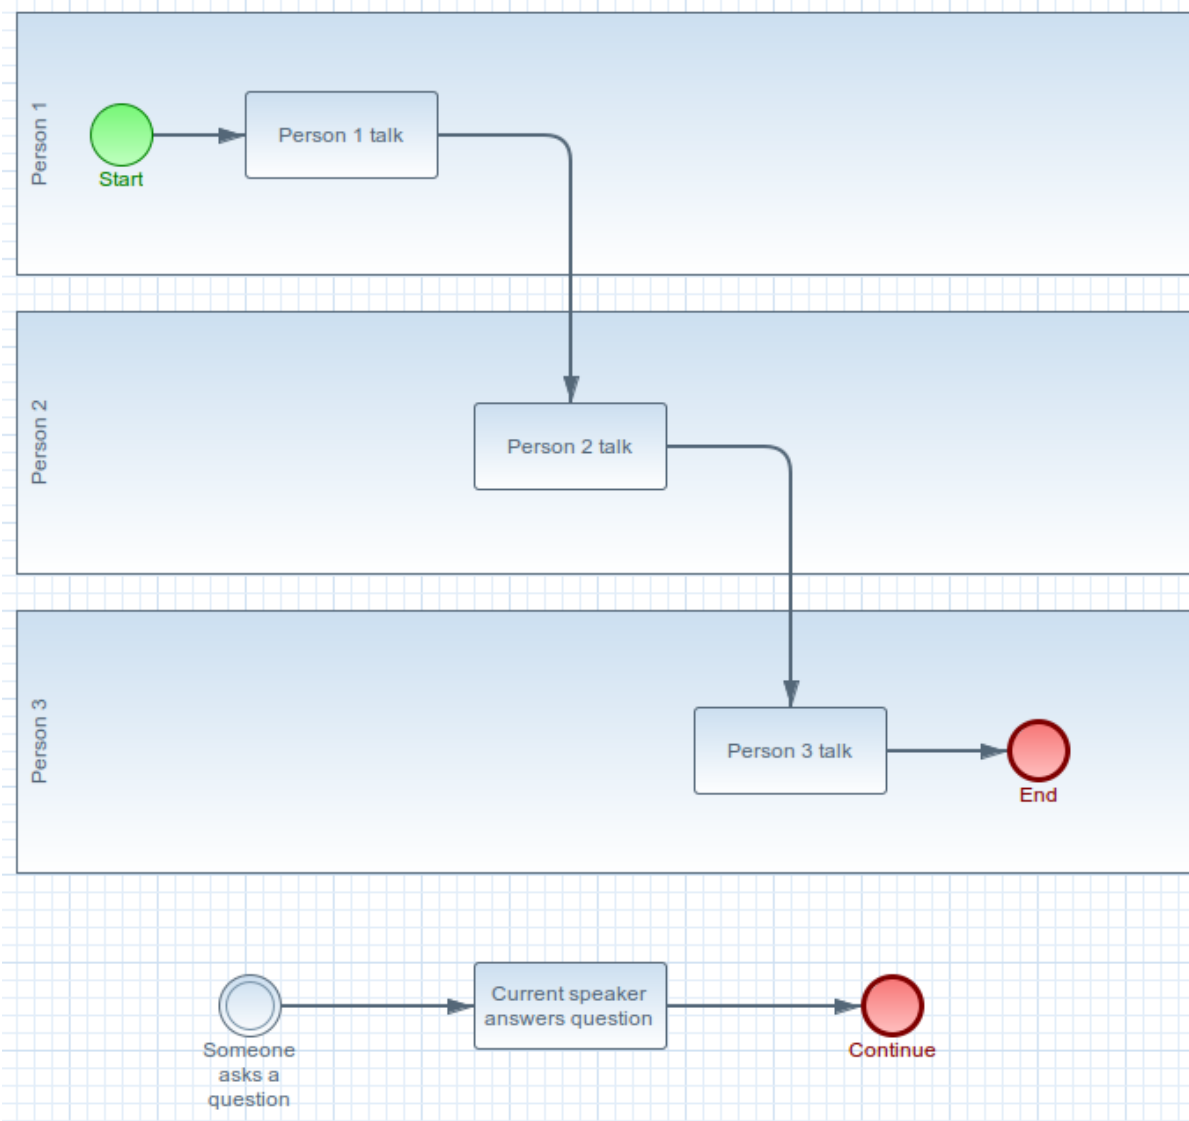 Person 1
Start
Person 1 talk
Person 2
Person 2 talk
Person 3
Person 3 talk
End
Someone
asks a
question
Current speaker
answers question
Continue